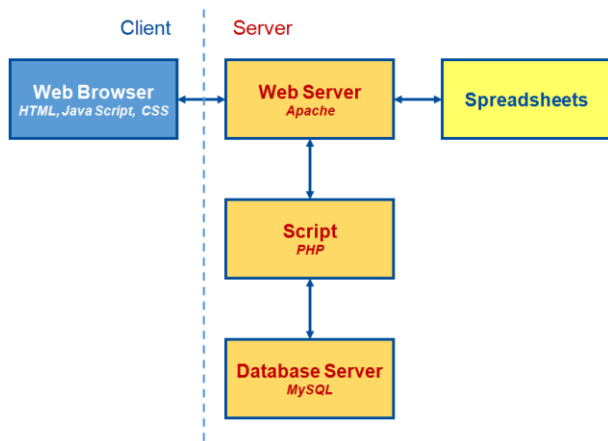 Client
Server
Web Browser
HTML, Java Script, CSS
Web Server
Apache
Spreadsheets
Script
PHP
Database Server
MySQL